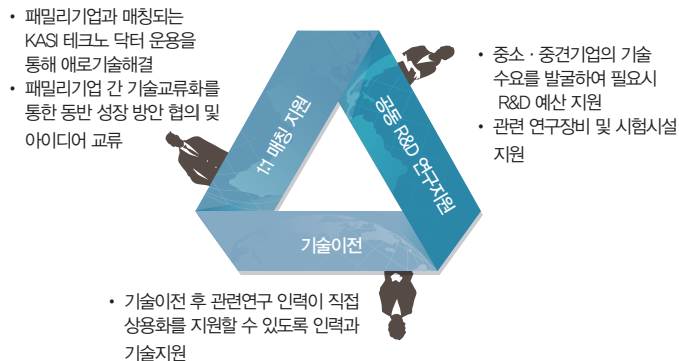 • 패밀리기업과 매칭되는
KASI 테크노 닥터 운용을
통해 애로기술해결
• 패밀리기업 간 기술교류화를
통한 동반 성장 방안 협의 및
아이디어 교류
1:1 매칭 지원
공동 R&D 연구지원
• 중소 · 중견기업의 기술
수요를 발굴하여 필요시
R&D 예산 지원
• 관련 연구장비 및 시험시설
지원
기술이전
• 기술이전 후 관련연구 인력이 직접
상용화를 지원할 수 있도록 인력과
기술지원